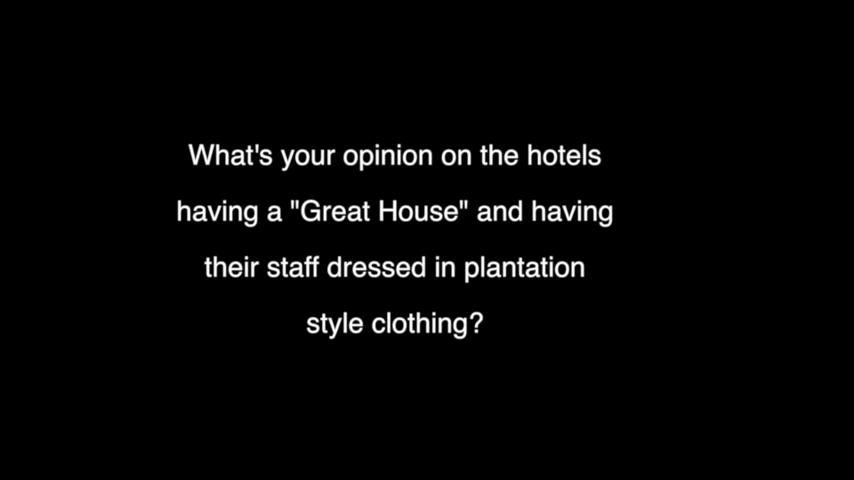 What's your opinion on the hotels
having a "Great House" and having
their staff dressed in plantation
style clothing?